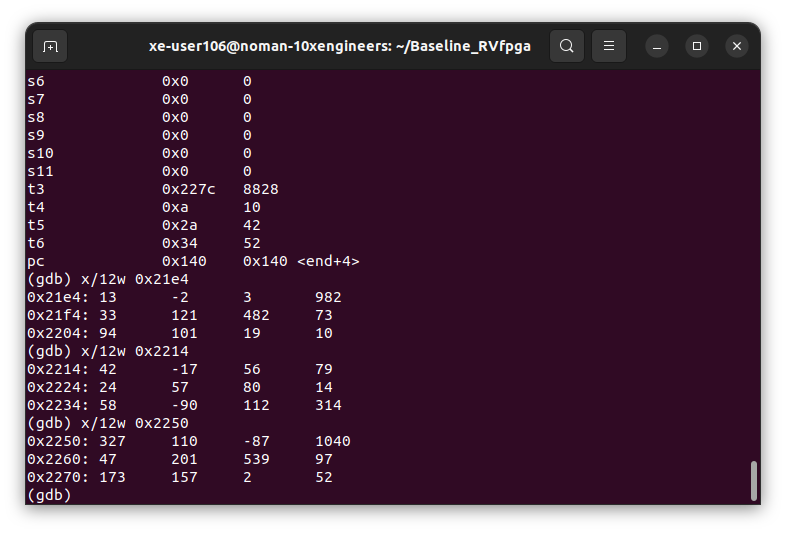 xe-user106@noman-10xengineers: ~/Baseline_RVfpga
s6 0x0 0
s7 0x0 0
s8 0x0 0
s9 0x0 0
s10 0x0 0
s11 0x0 0
t3 0x227c 8828
t4 0xa 10
t5 0x2a 42
t6 0x34 52
pc 0x140 0x140 <end+4>
(gdb) x/12w 0x21e4
0x21e4: 13 -2 3 982
0x21f4: 33 121 482 73
0x2204: 94 101 19 10
(gdb) x/12w 0x2214
0x2214: 42 -17 56 79
0x2224: 24 57 80 14
0x2234: 58 -90 112 314
(gdb) x/12w 0x2250
0x2250: 327 110 -87 1040
0x2260: 47 201 539 97
0x2270: 173 157 2 52
(gdb)